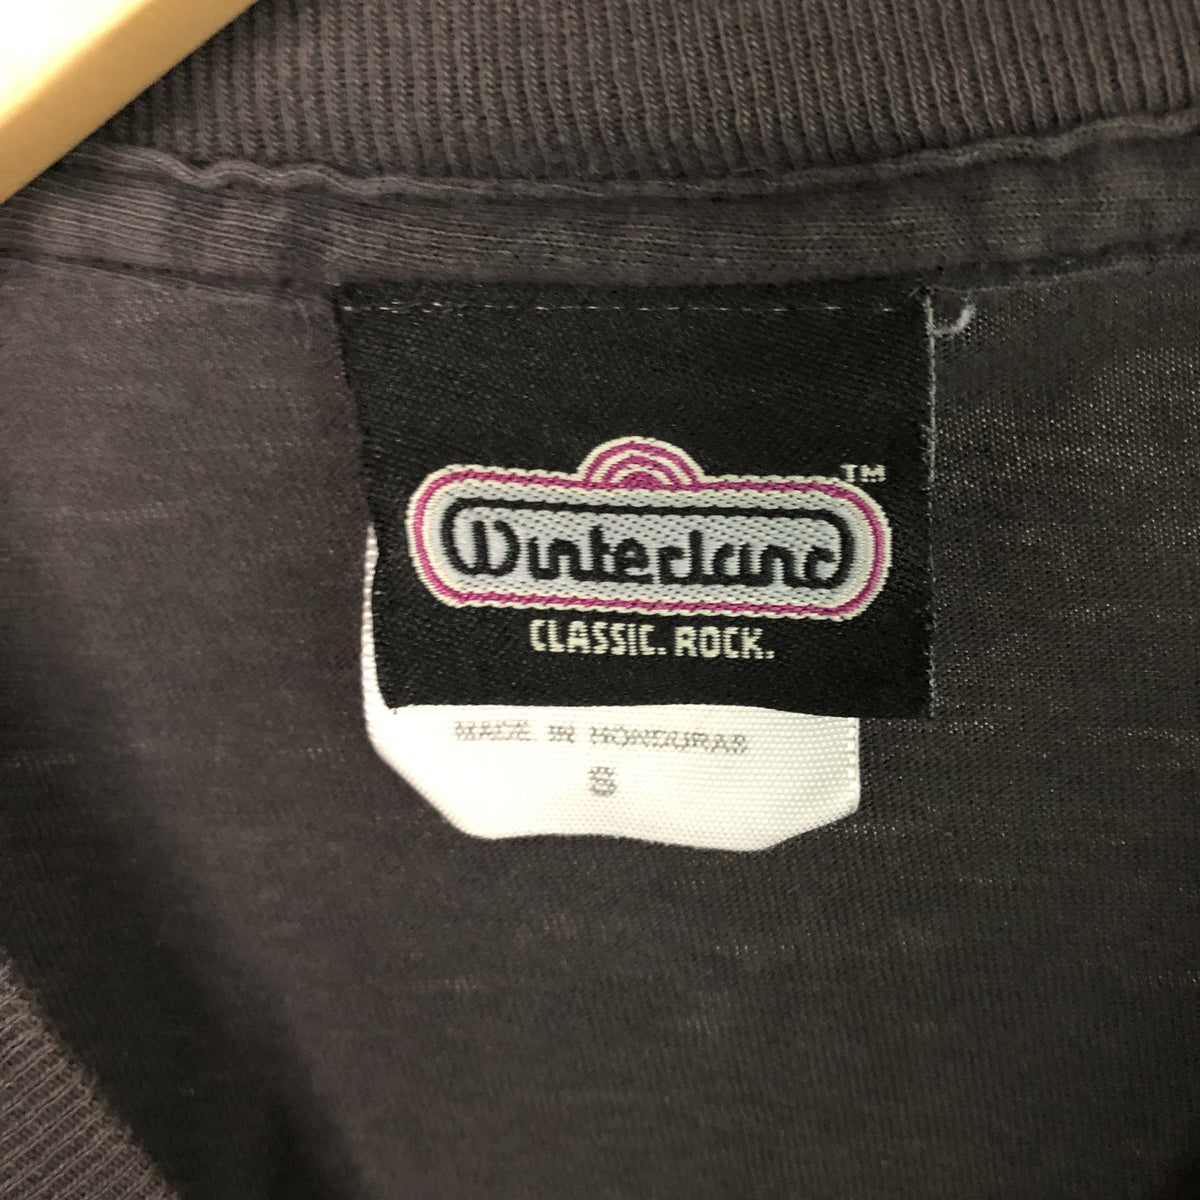 Winterland TM
CLASSIC. ROCK.
MADE IN HONDURAS
S